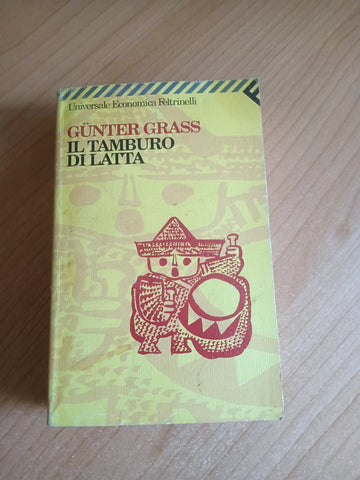 Universale Economica Feltrinelli
GÜNTER GRASS
IL TAMBURO
DI LATTA